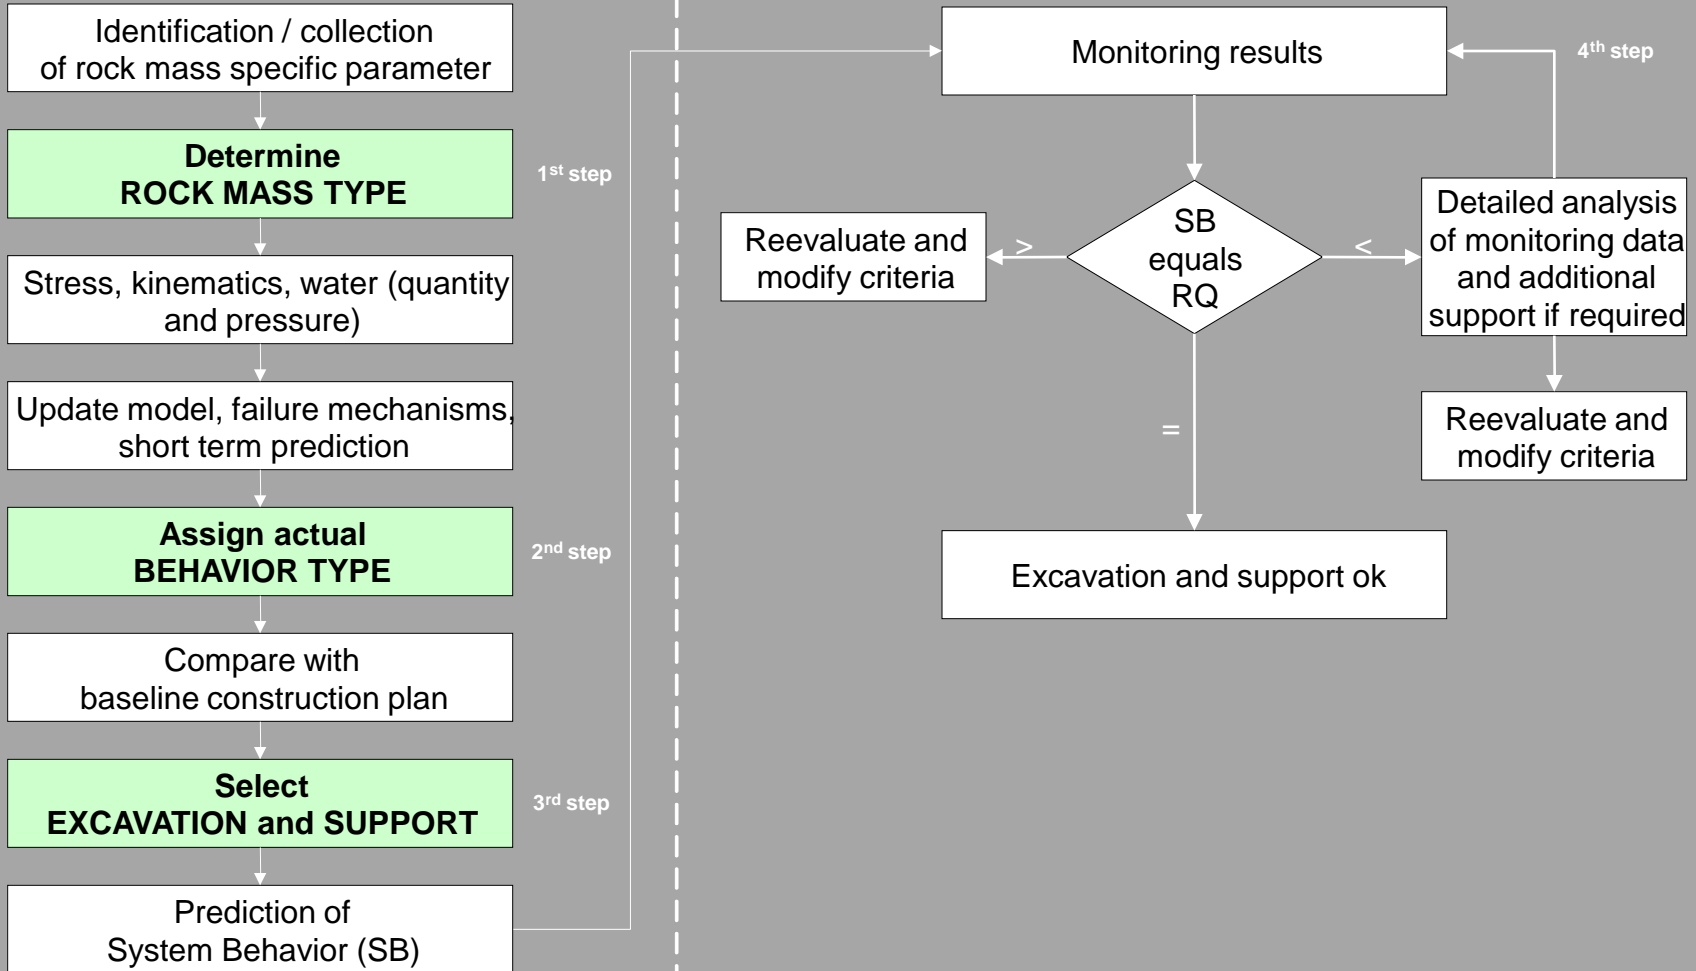 Identification / collection
of rock mass specific parameter
Determine
ROCK MASS TYPE
1st step
Stress, kinematics, water (quantity
and pressure)
Update model, failure mechanisms,
short term prediction
Assign actual
BEHAVIOR TYPE
2nd step
Compare with
baseline construction plan
Select
EXCAVATION and SUPPORT
3rd step
Prediction of
System Behavior (SB)
Monitoring results
4th step
SB
equals
RQ
>
<
=
Reevaluate and
modify criteria
Detailed analysis
of monitoring data
and additional
support if required
Reevaluate and
modify criteria
Excavation and support ok